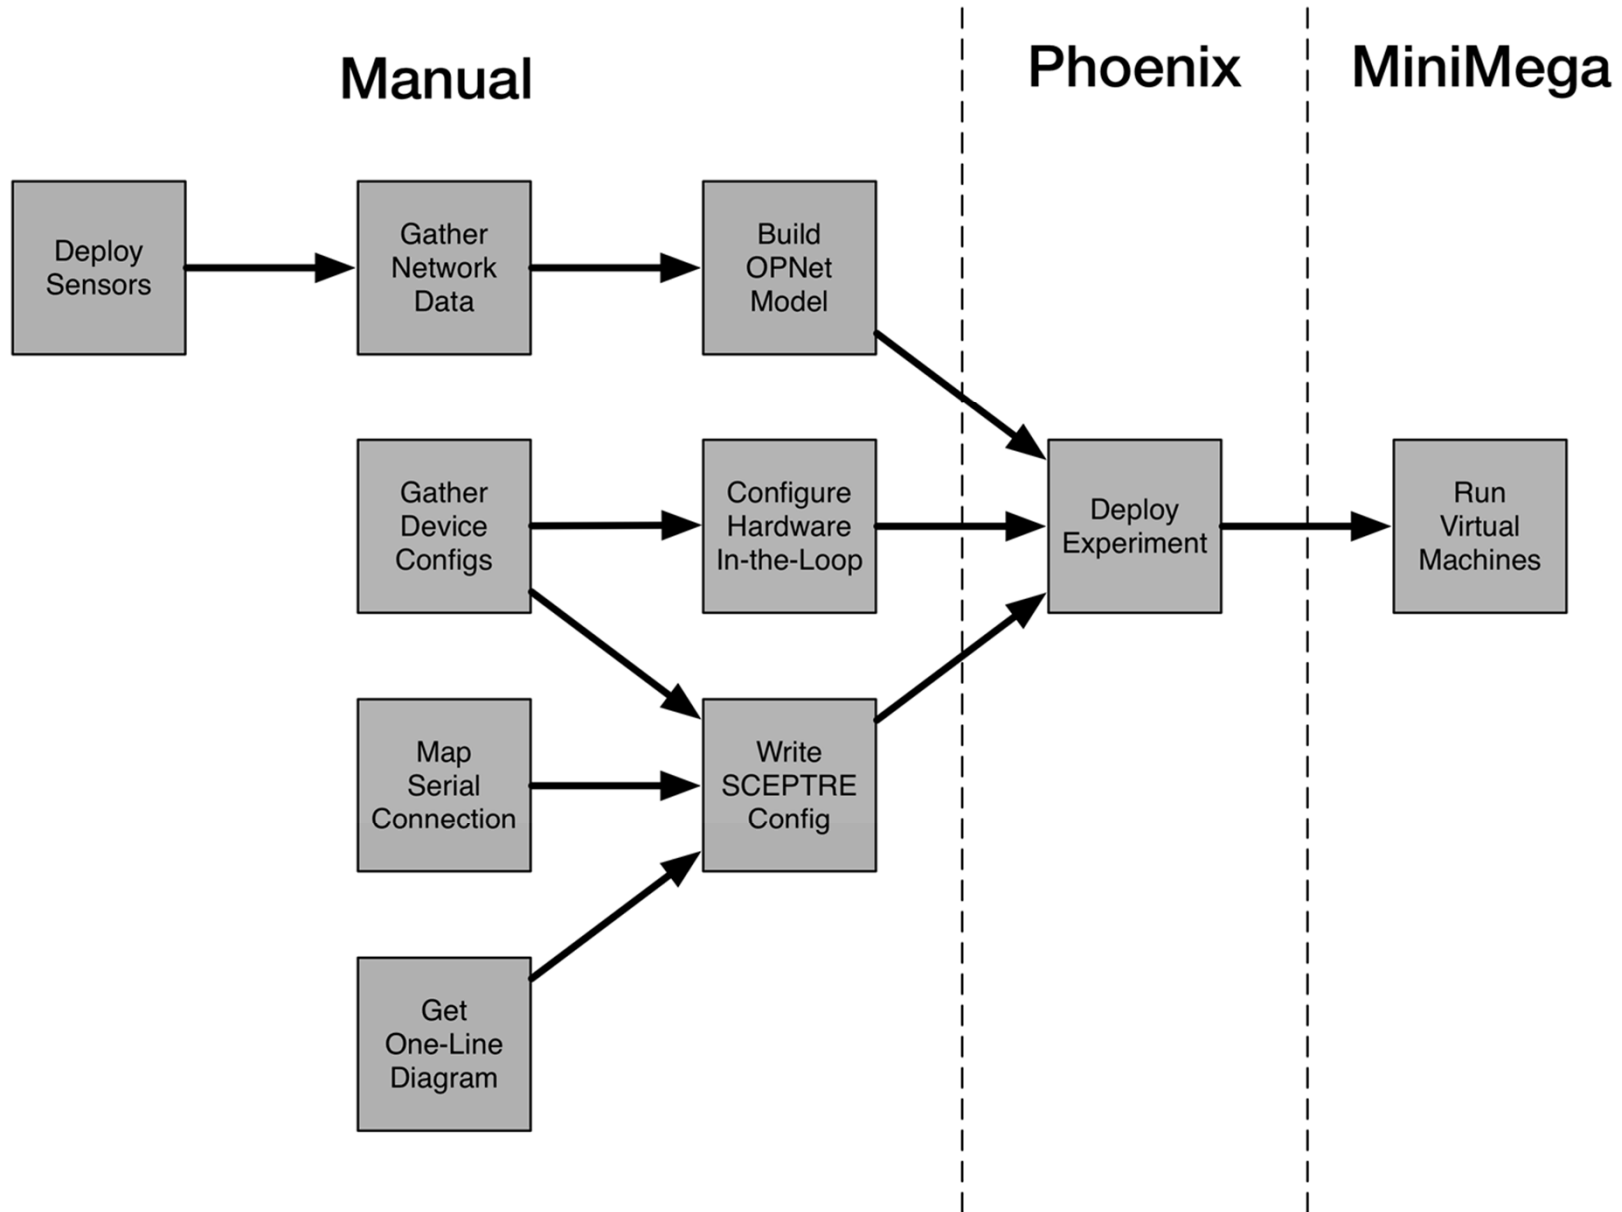 Manual
Phoenix
MiniMega
Deploy
Sensors
Gather
Network
Data
Build
OPNet
Model
Gather
Device
Configs
Configure
Hardware
In-the-Loop
Deploy
Experiment
Run
Virtual
Machines
Map
Serial
Connection
Write
SCEPTRE
Config
Get
One-Line
Diagram